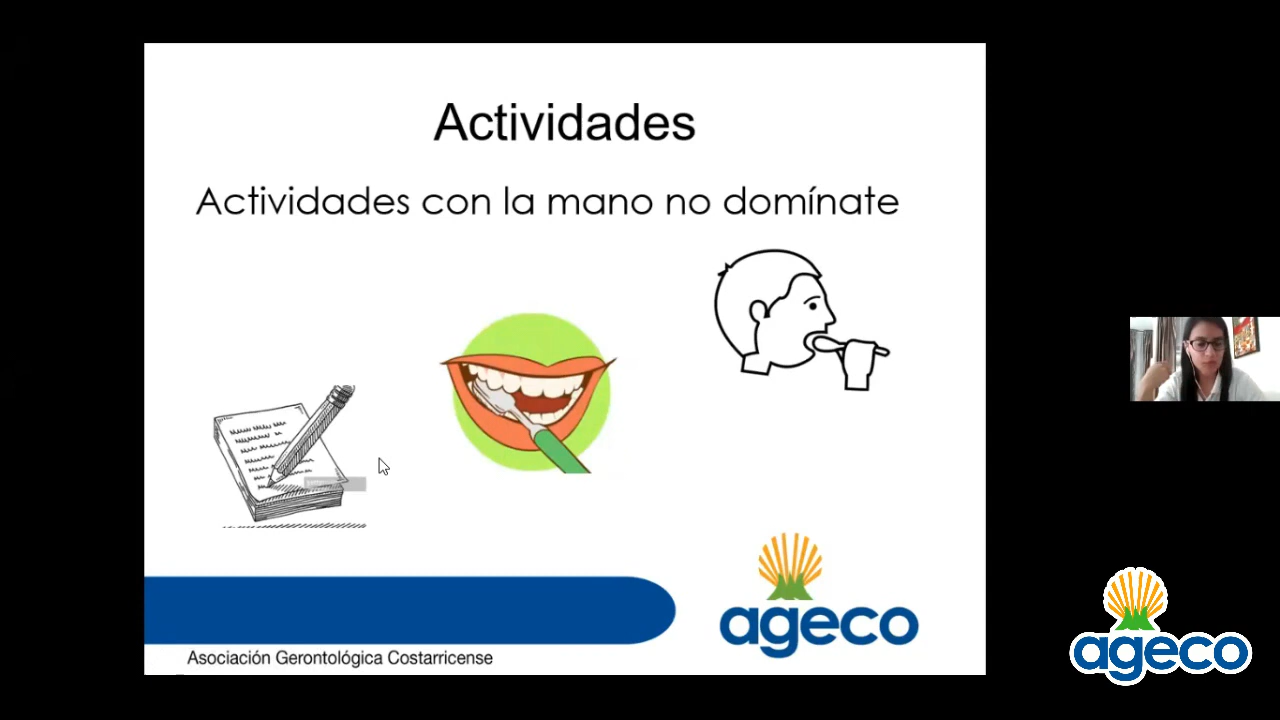 Actividades
Actividades con la mano no domínate
ageco
Asociación Gerontológica Costarricense
ageco